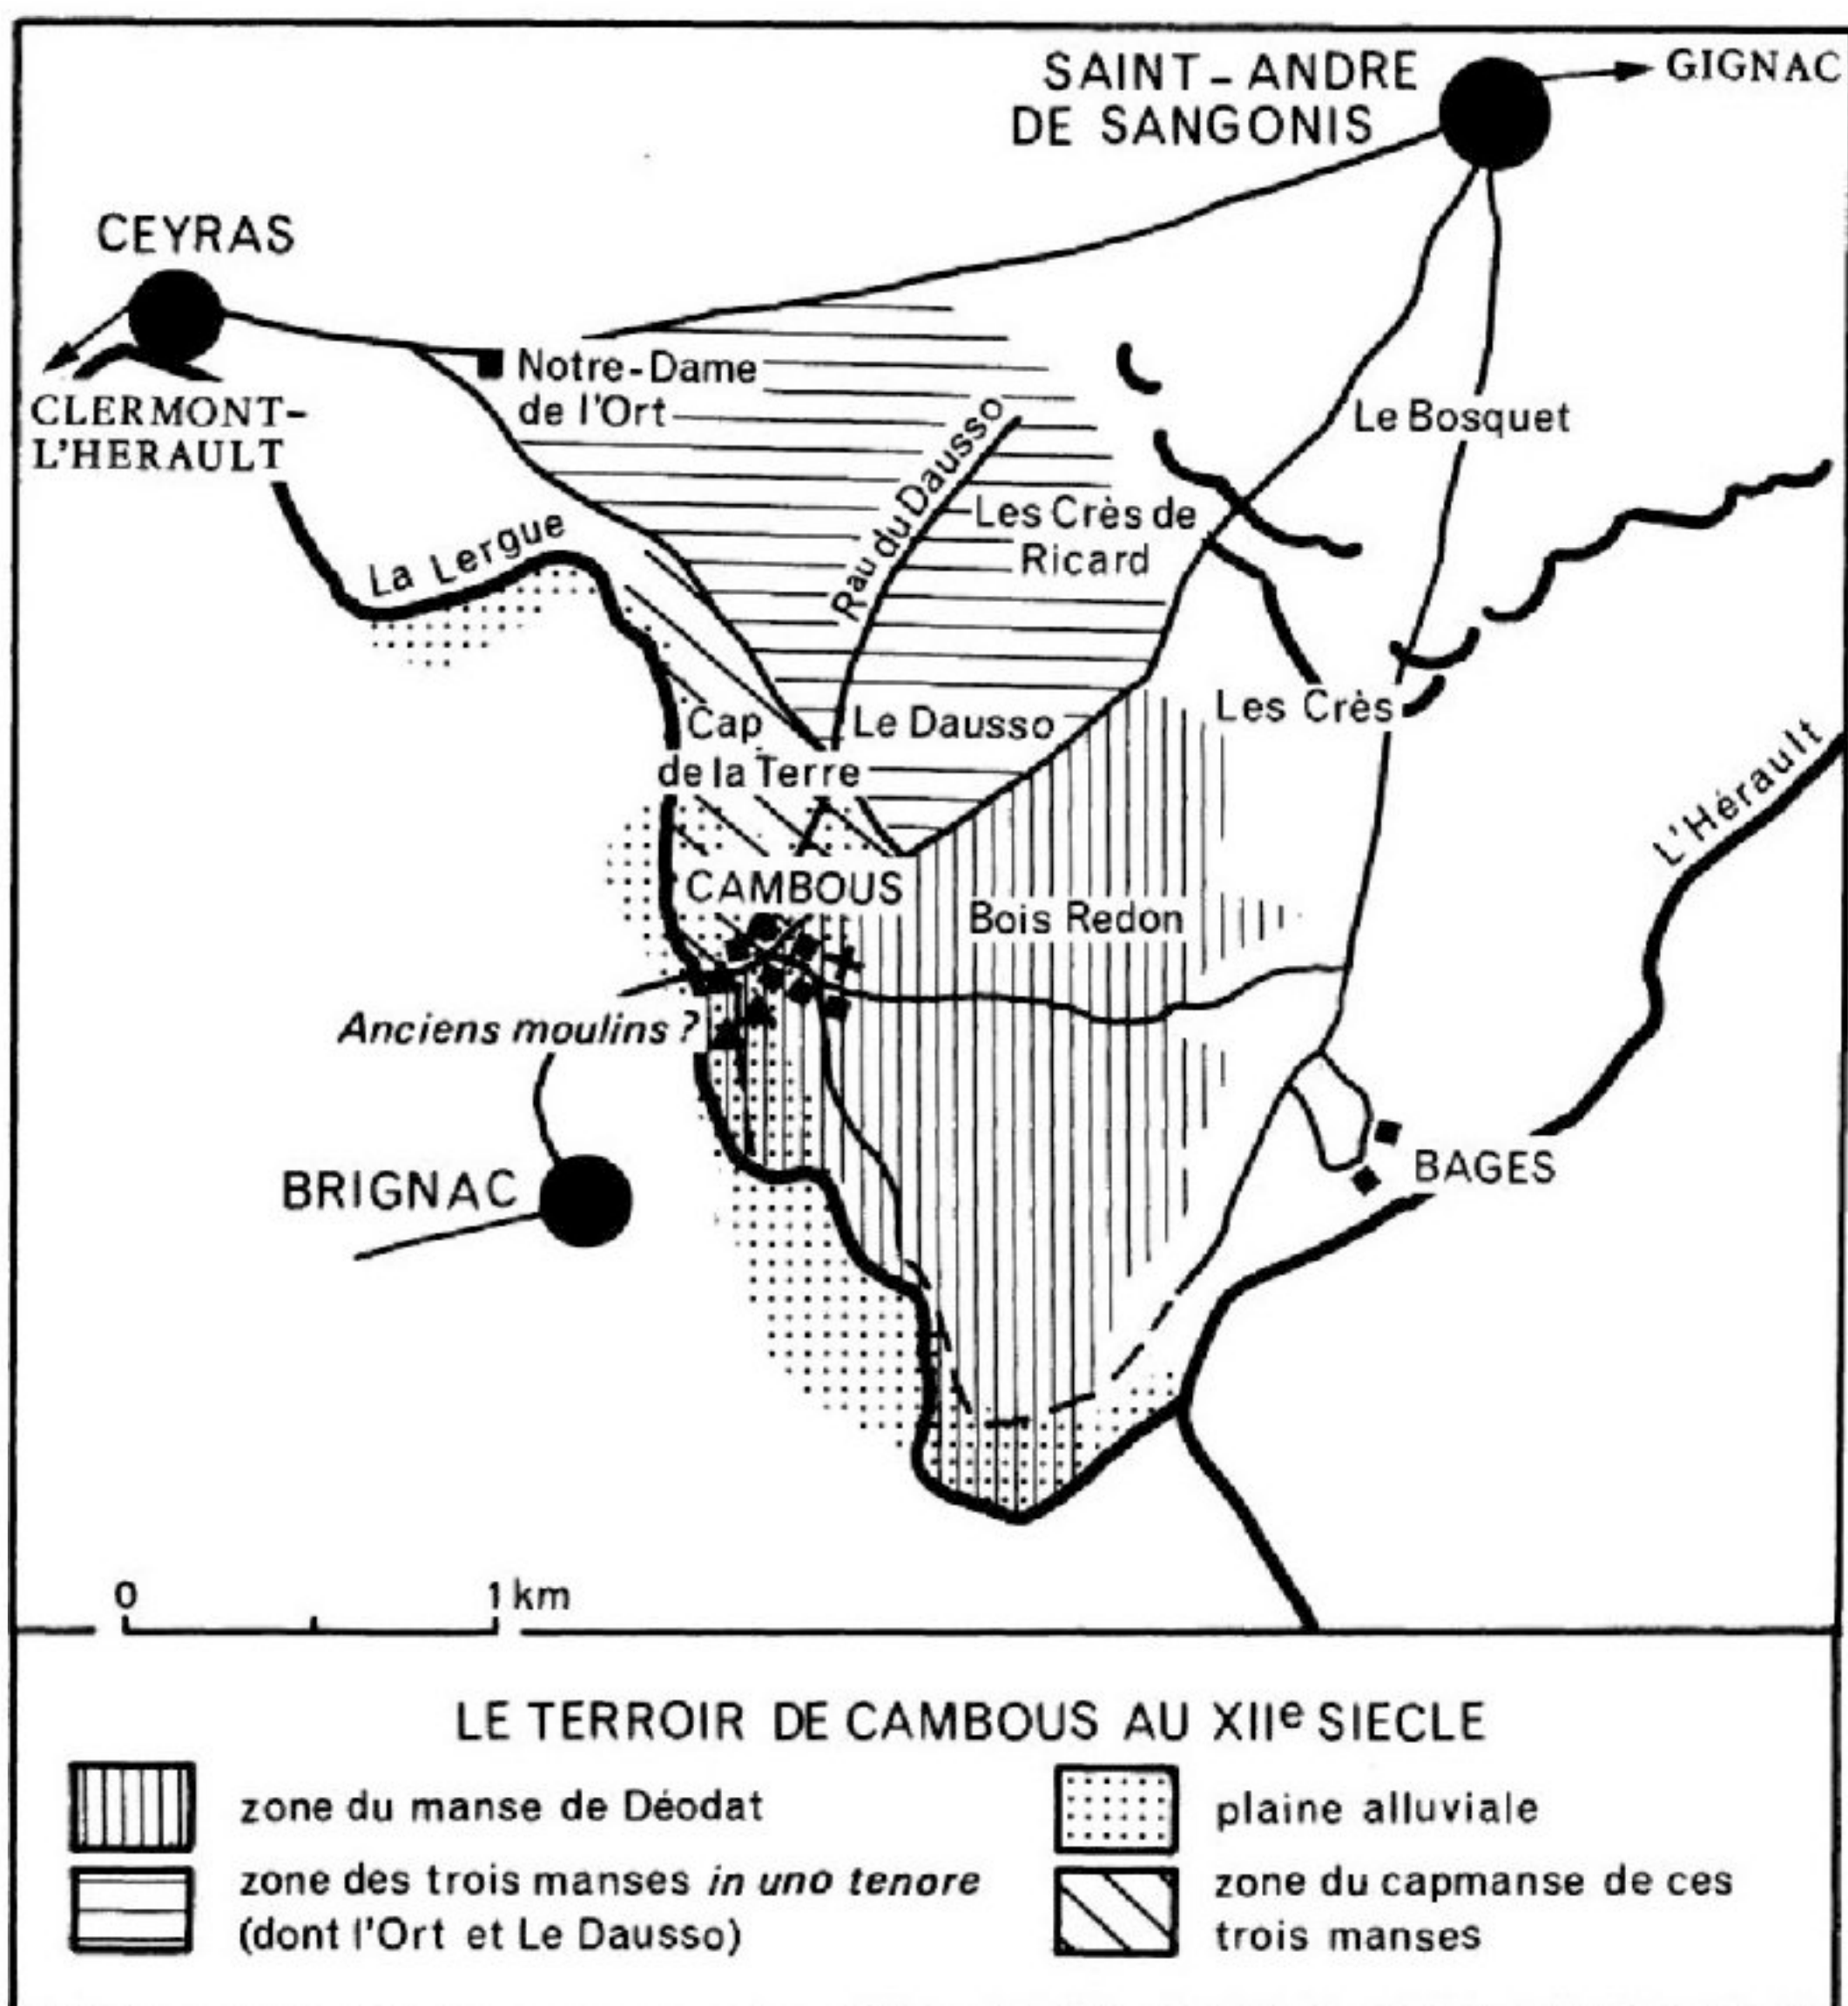 SAINT-ANDRE
DE SANGONIS
GIGNAC
CEYRAS
CLERMONT-
L'HERAULT
Notre-Dame
de l'Ort
La Lergue
Rau du Dausso
Les Crès de
Ricard
Le Bosquet
Les Crès
Cap
de la Terre
Le Dausso
L'Hérault
CAMBOUS
Bois Redon
Anciens moulins ?
BRIGNAC
BAGES
0 1 km
LE TERROIR DE CAMBOUS AU XIIe SIECLE
zone du manse de Déodat
zone des trois manses in uno tenore
(dont l'Ort et Le Dausso)
plaine alluviale
zone du capmanse de ces
trois manses